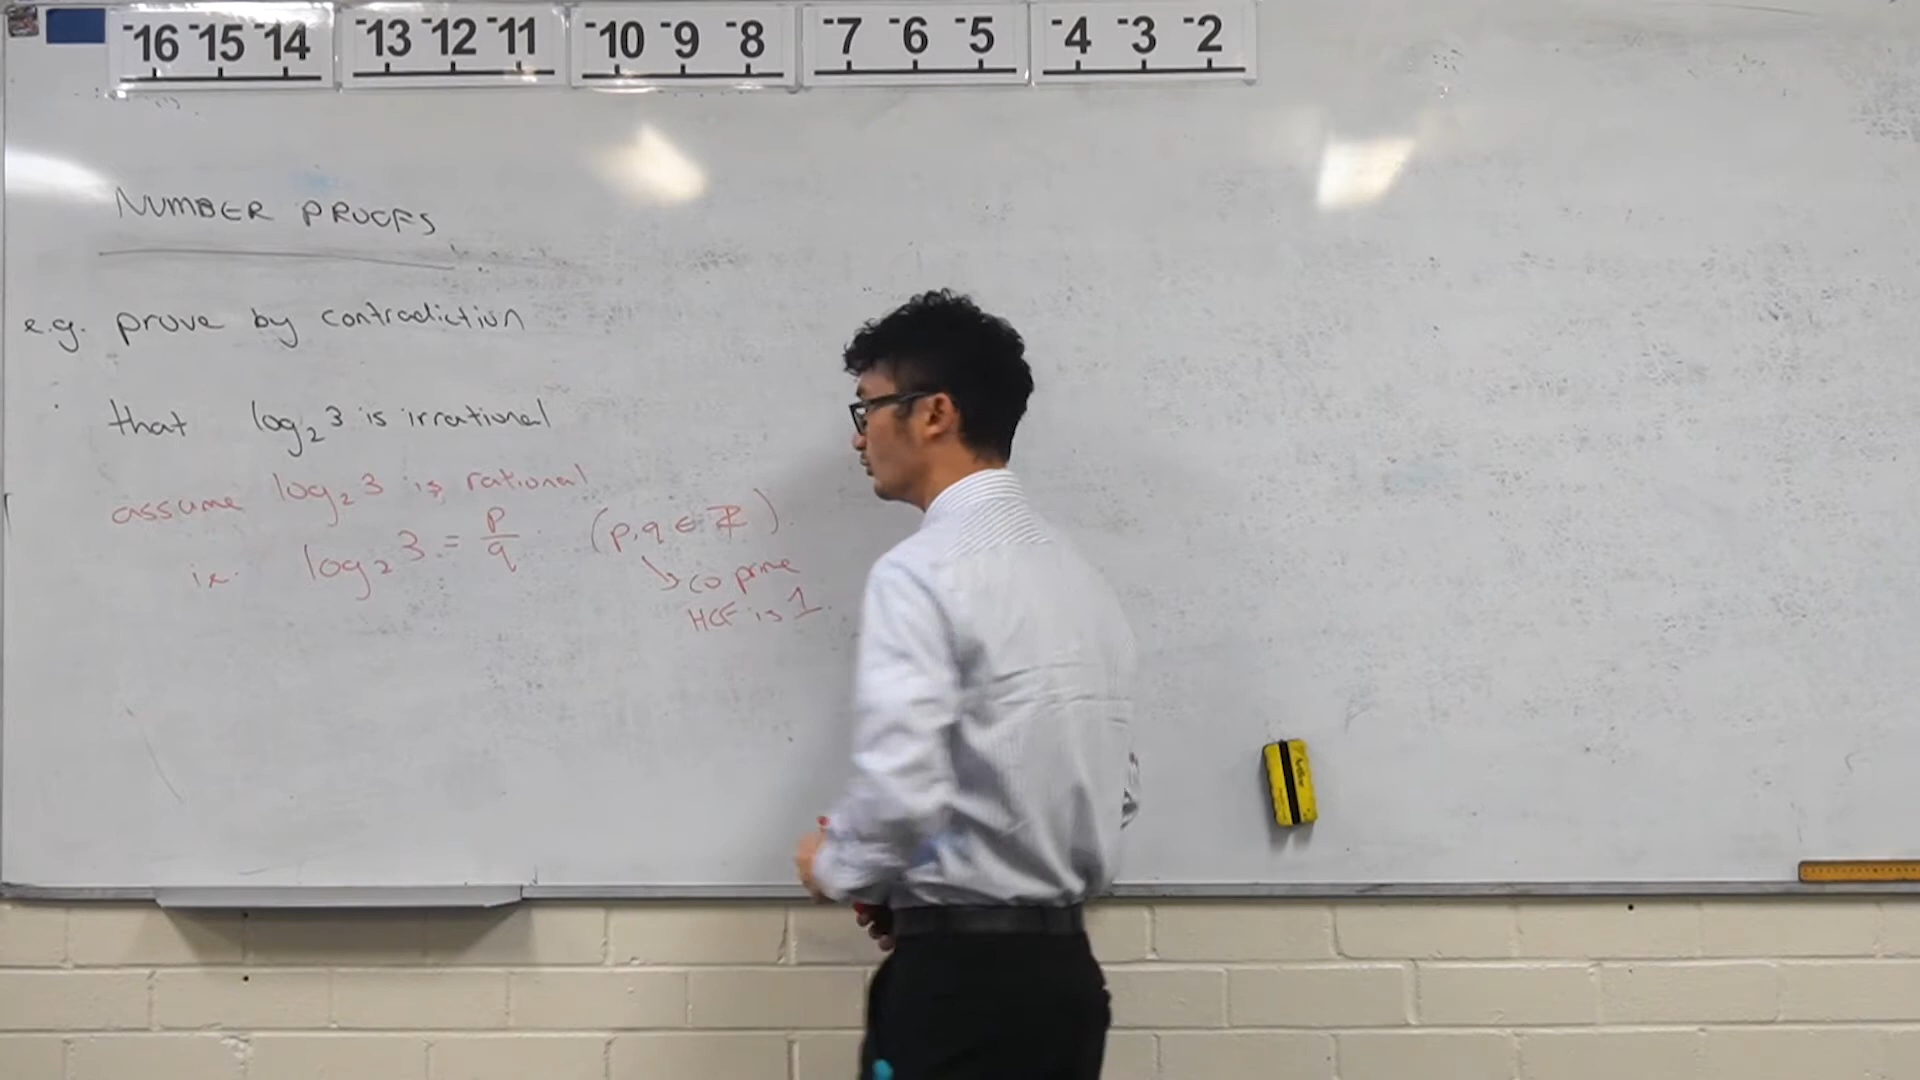 -16 -15 -14 -13 -12 -11 -10 -9 -8 -7 -6 -5 -4 -3 -2
NUMBER PROOFS
e.g. prove by contradiction
that log₂3 is irrational
assume log₂3 is rational
i.e. log₂3 = p/q (p,q ∈ ℤ)
↘ co prime
HCF is 1.